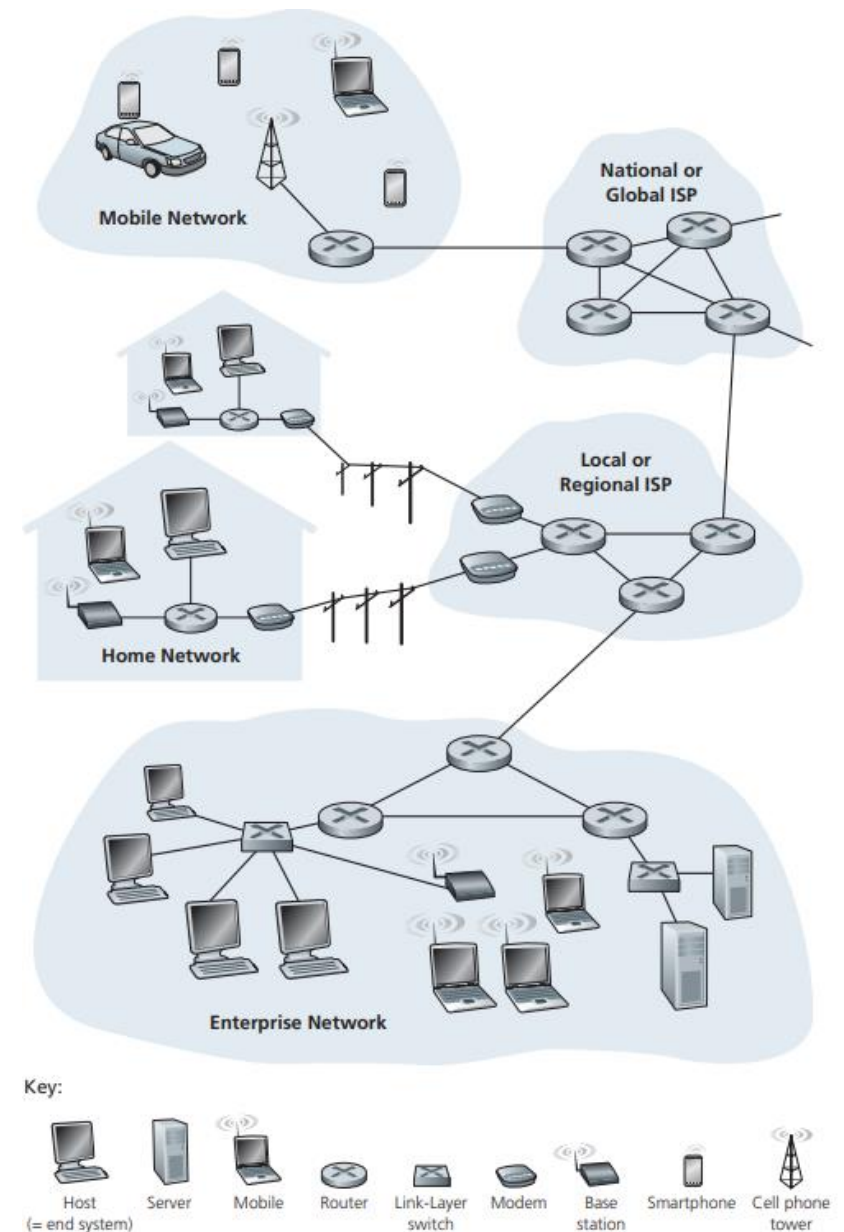 National or
Global ISP
Mobile Network
Local or
Regional ISP
Home Network
Enterprise Network
Key:
Host
(= end system)
Server
Mobile
Router
Link-Layer
switch
Modem
Base
station
Smartphone
Cell phone
tower